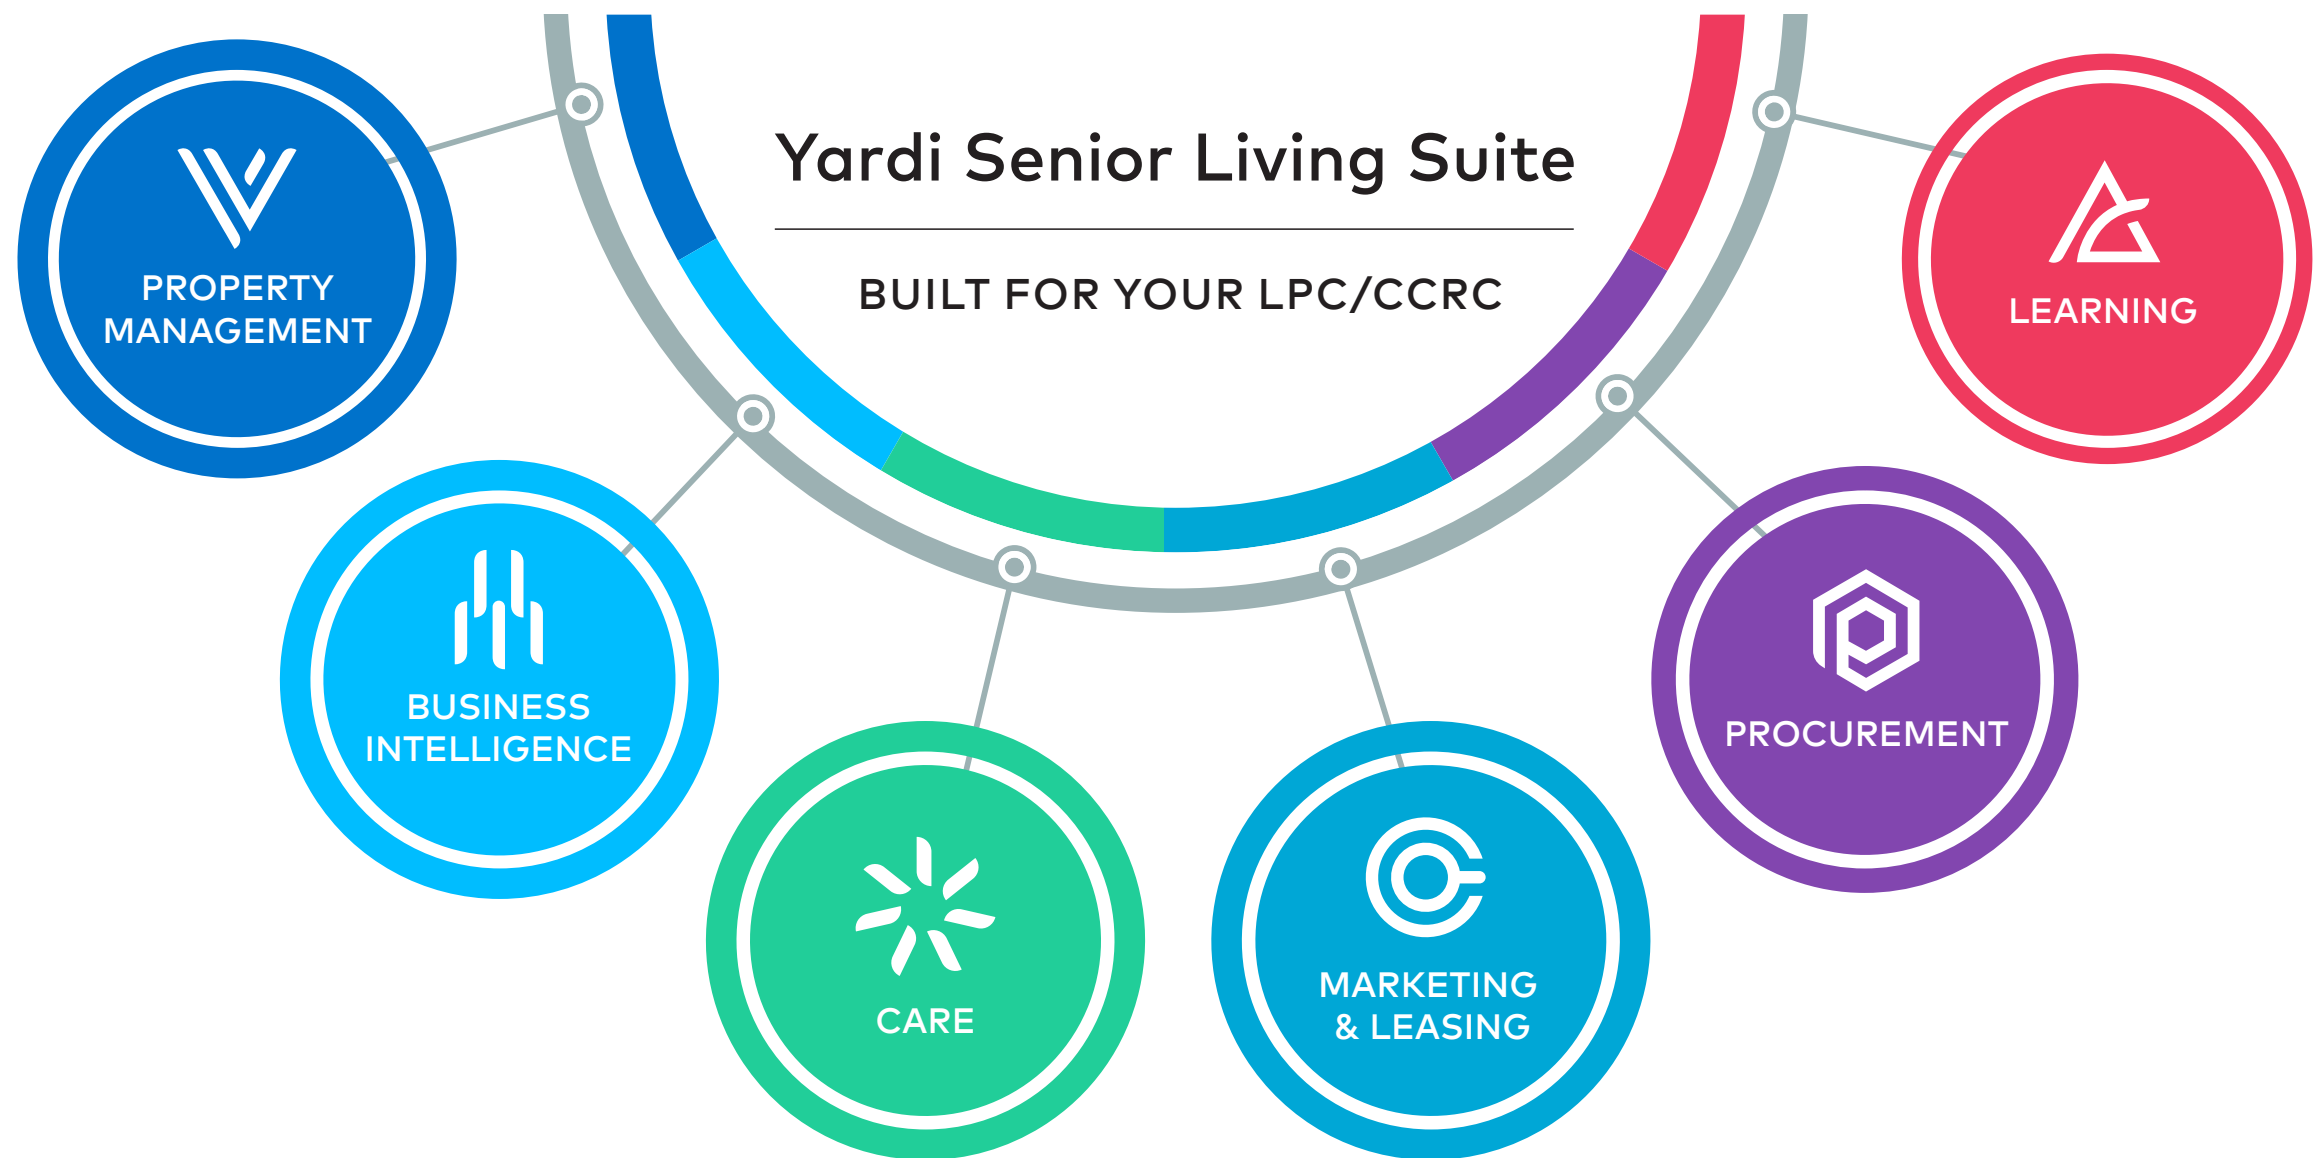 Yardi Senior Living Suite
BUILT FOR YOUR LPC/CCRC
PROPERTY
MANAGEMENT
BUSINESS
INTELLIGENCE
CARE
MARKETING
& LEASING
PROCUREMENT
LEARNING